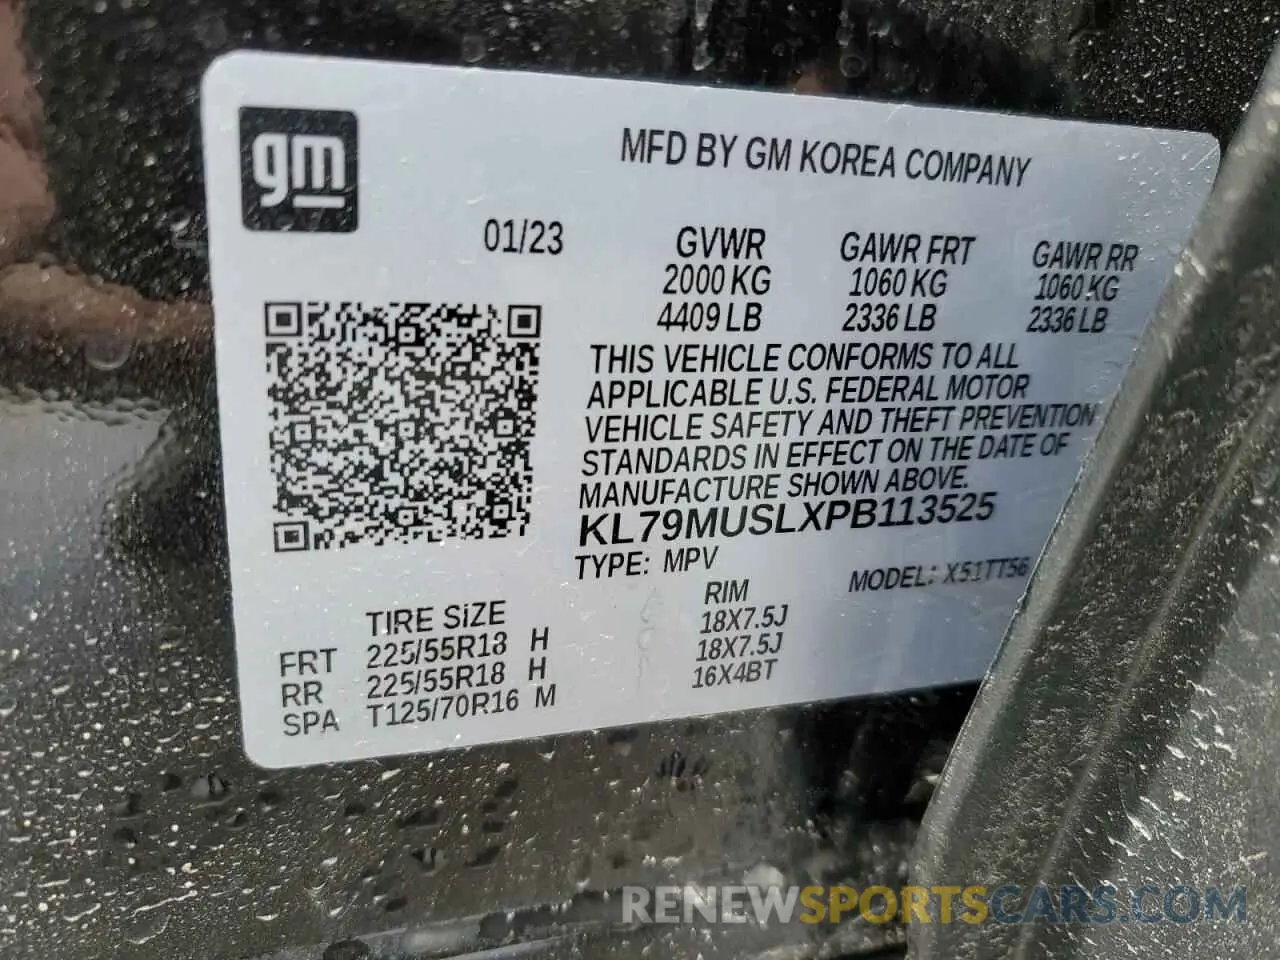 gm
MFD BY GM KOREA COMPANY
01/23
GVWR GAWR FRT GAWR RR
2000 KG 1060 KG 1060 KG
4409 LB 2336 LB 2336 LB
THIS VEHICLE CONFORMS TO ALL
APPLICABLE U.S. FEDERAL MOTOR
VEHICLE SAFETY AND THEFT PREVENTION
STANDARDS IN EFFECT ON THE DATE OF
MANUFACTURE SHOWN ABOVE.
KL79MUSLXPB113525
TYPE: MPV MODEL: X51TT56
TIRE SIZE RIM
FRT 225/55R18 H 18X7.5J
RR 225/55R18 H 18X7.5J
SPA T125/70R16 M 16X4BT
RENEWSPORTSCARS.COM